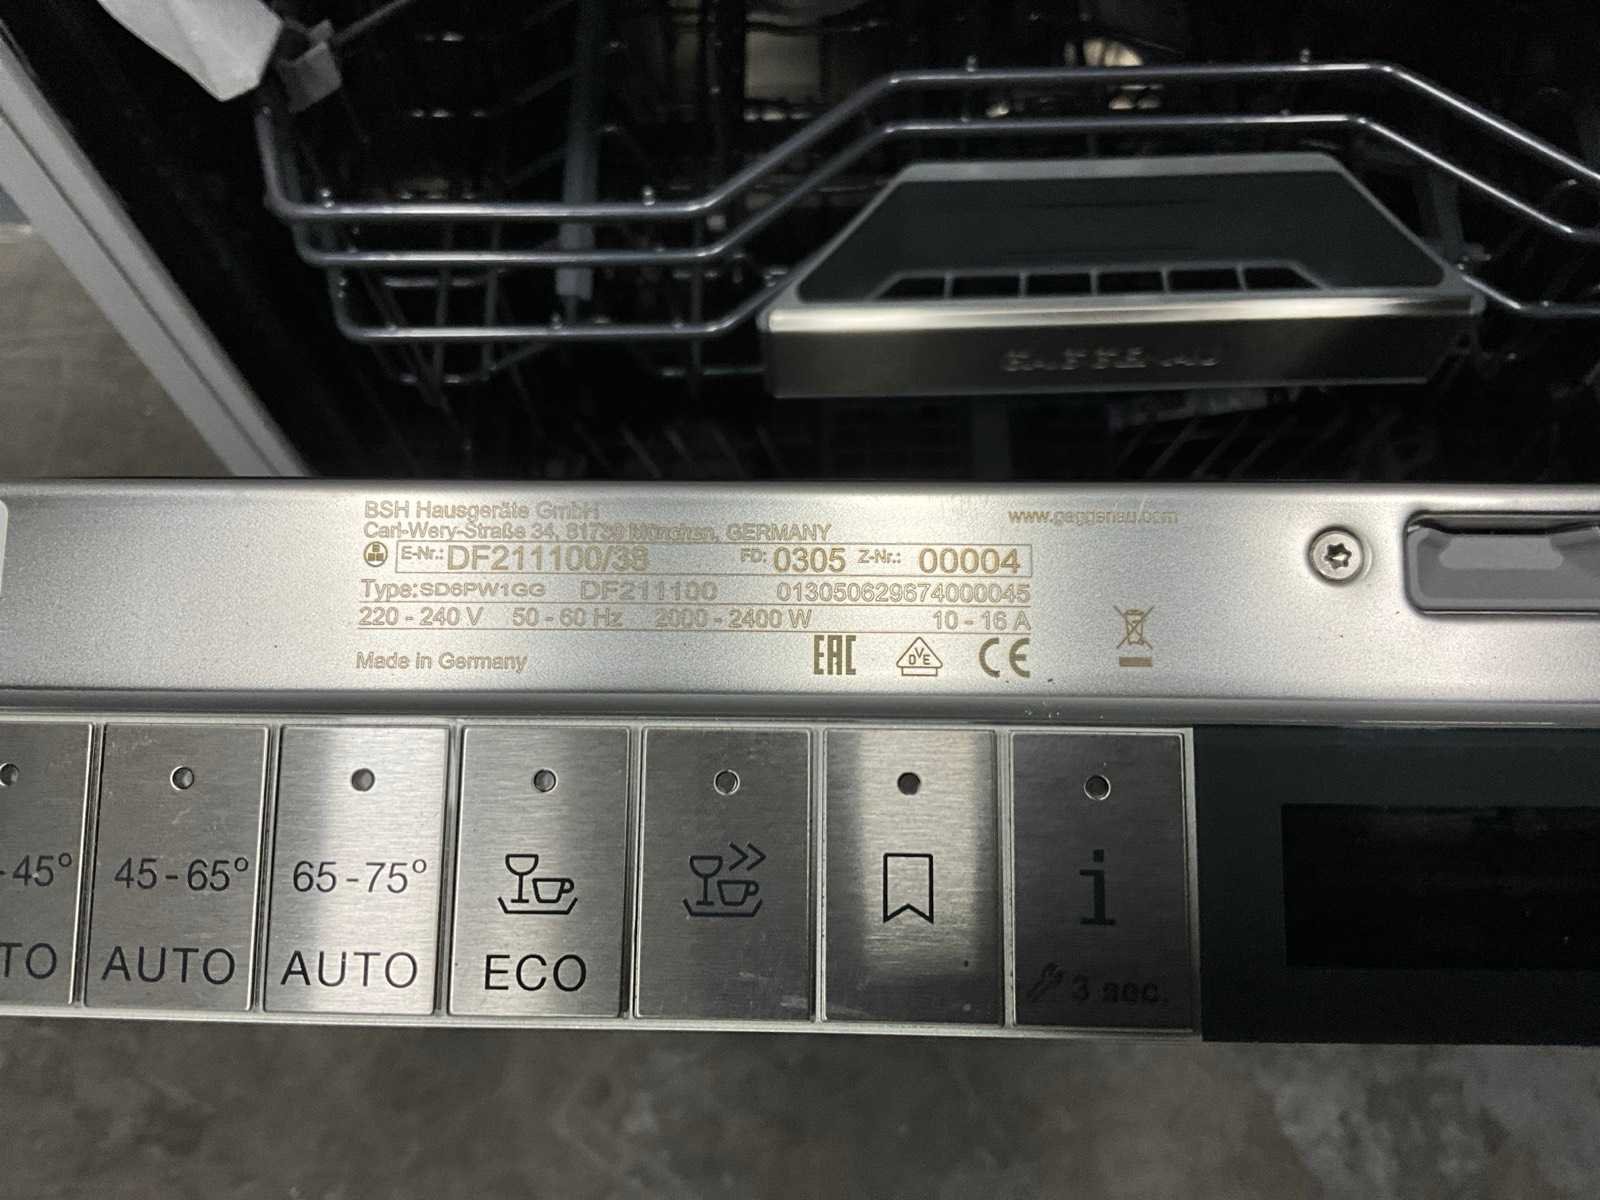 GAGGENAU
BSH Hausgeräte GmbH
Carl-Wery-Straße 34, 81739 München, GERMANY
www.gaggenau.com
E-Nr.: DF211100/38 FD: 0305 Z-Nr.: 00004
Type: SD6PW1GG DF211100 013050629674000045
220 - 240 V 50 - 60 Hz 2000 - 2400 W 10 - 16 A
Made in Germany EAC DVE CE
-45° 45-65° 65-75° i
TO AUTO AUTO ECO 3 sec.